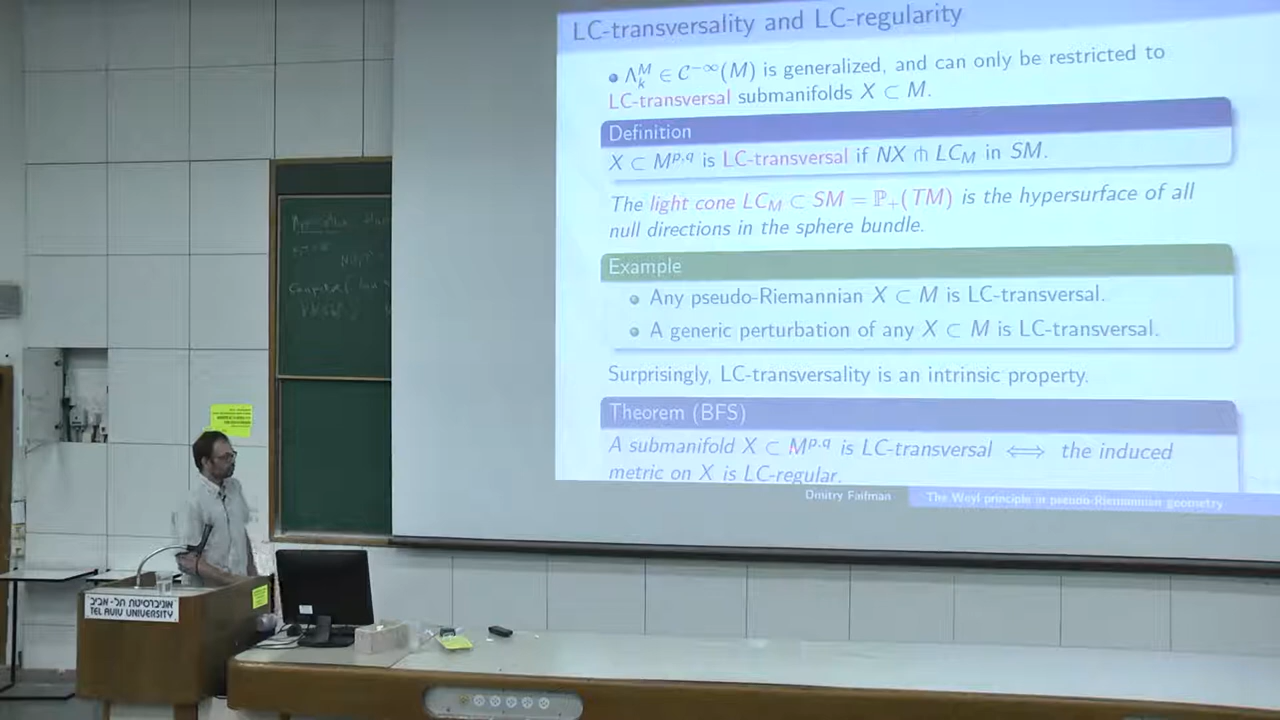 LC-transversality and LC-regularity
Λₖᴹ ∈ C⁻∞(M) is generalized, and can only be restricted to
LC-transversal submanifolds X ⊂ M.
Definition
X ⊂ Mᵖ,𐞥 is LC-transversal if NX ⋔ LC_M in SM.
The light cone LC_M ⊂ SM = ℙ₊(TM) is the hypersurface of all
null directions in the sphere bundle.
Example
Any pseudo-Riemannian X ⊂ M is LC-transversal.
A generic perturbation of any X ⊂ M is LC-transversal.
Surprisingly, LC-transversality is an intrinsic property.
Theorem (BFS)
A submanifold X ⊂ Mᵖ,𐞥 is LC-transversal ⟺ the induced
metric on X is LC-regular.
Dmitry Faifman
The Weyl principle in pseudo-Riemannian geometry
אוניברסיטת תל-אביב
TEL AVIV UNIVERSITY